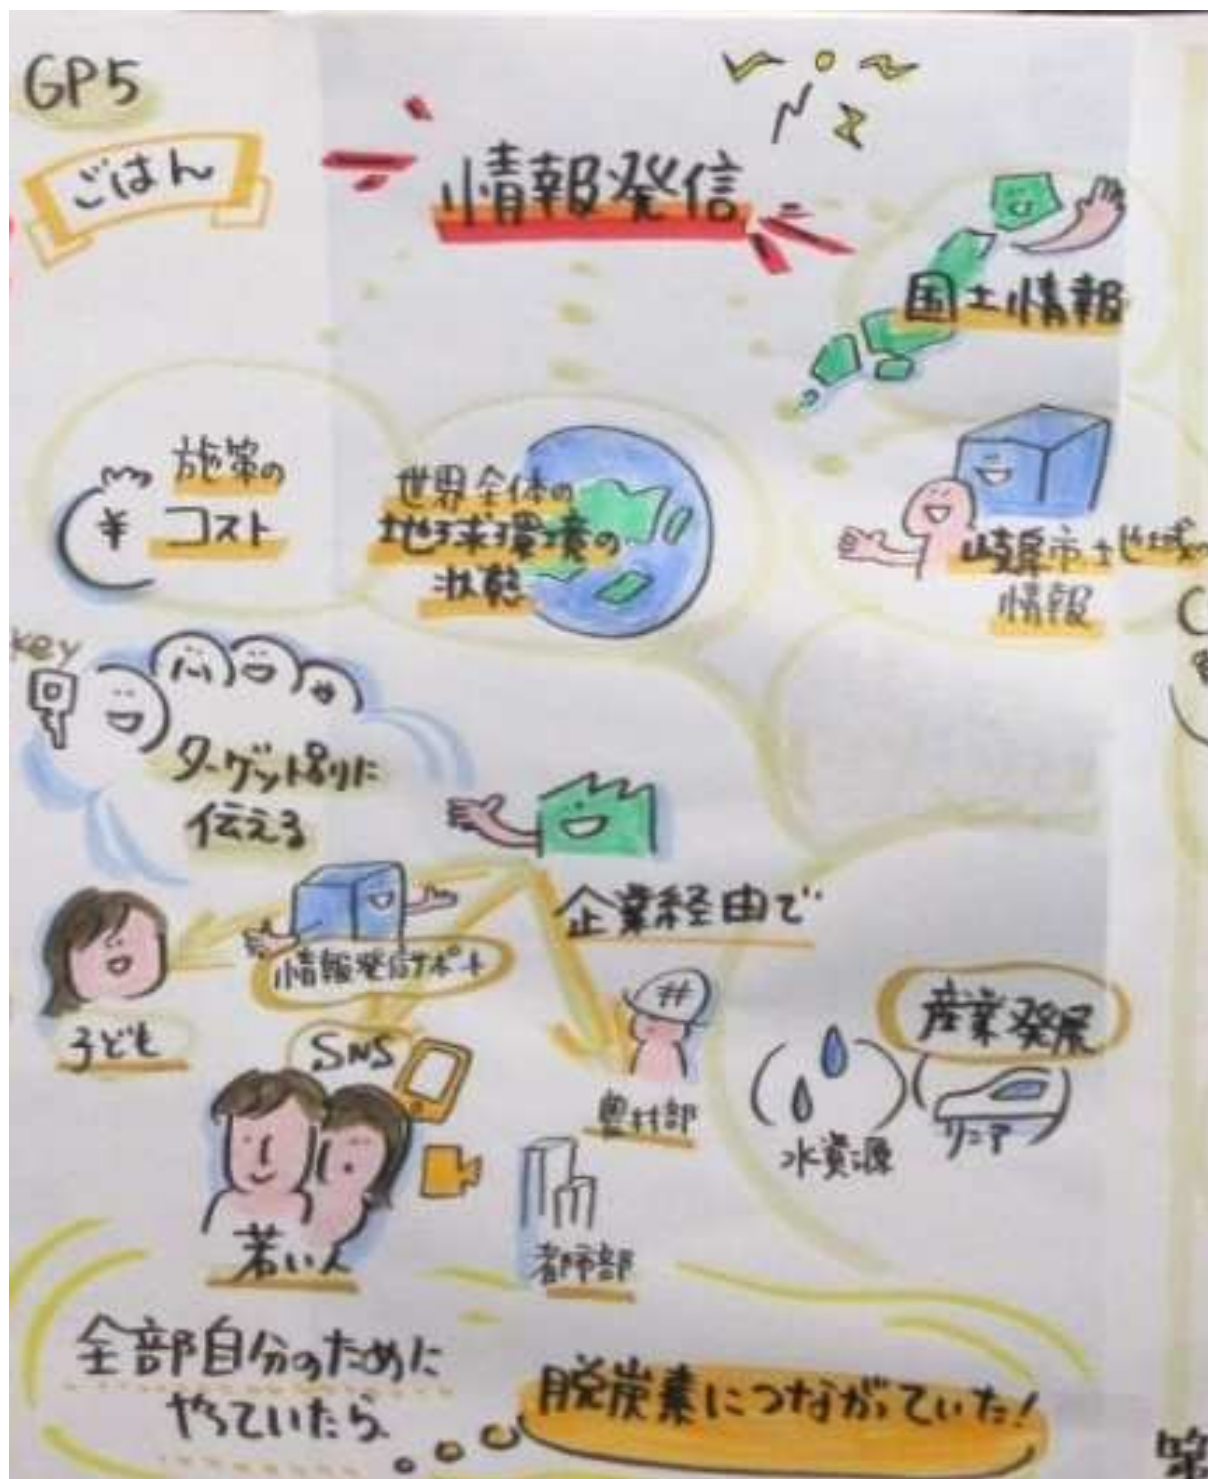 GP5
ごはん
情報発信
国土情報
施策の
コスト
世界全体の
地球環境の
状態
岐阜市土地域の
情報
key
ターゲット別に
伝える
企業経由で
情報発信サポート
子ども
SNS
農村部
産業発展
水資源
リニア
若い人
都市部
全部自分のために
やっていたら
脱炭素につながっていた!